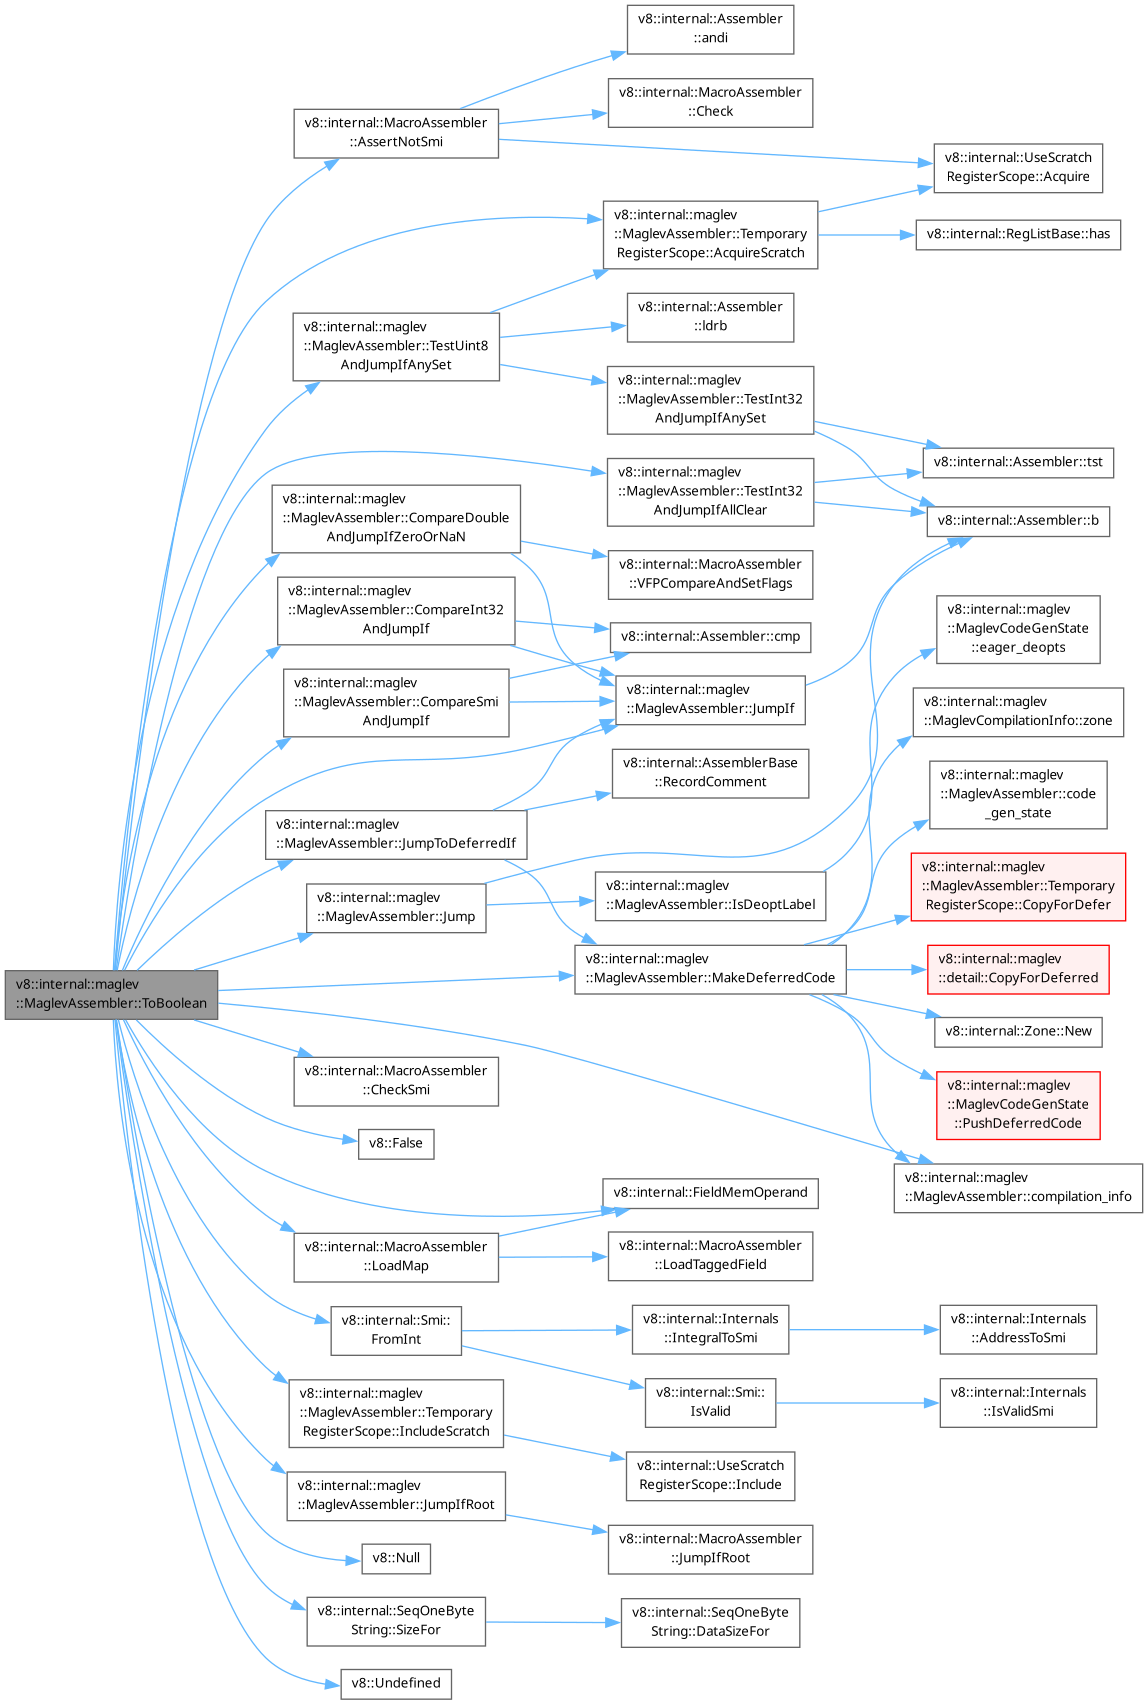 v8::internal::Assembler
::andi
v8::internal::MacroAssembler
::Check
v8::internal::MacroAssembler
::AssertNotSmi
v8::internal::UseScratch
RegisterScope::Acquire
v8::internal::maglev
::MaglevAssembler::Temporary
RegisterScope::AcquireScratch
v8::internal::RegListBase::has
v8::internal::Assembler
::ldrb
v8::internal::maglev
::MaglevAssembler::TestUint8
AndJumpIfAnySet
v8::internal::maglev
::MaglevAssembler::TestInt32
AndJumpIfAnySet
v8::internal::Assembler::tst
v8::internal::maglev
::MaglevAssembler::TestInt32
AndJumpIfAllClear
v8::internal::maglev
::MaglevAssembler::CompareDouble
AndJumpIfZeroOrNaN
v8::internal::Assembler::b
v8::internal::MacroAssembler
::VFPCompareAndSetFlags
v8::internal::maglev
::MaglevAssembler::CompareInt32
AndJumpIf
v8::internal::Assembler::cmp
v8::internal::maglev
::MaglevCodeGenState
::eager_deopts
v8::internal::maglev
::MaglevAssembler::CompareSmi
AndJumpIf
v8::internal::maglev
::MaglevAssembler::JumpIf
v8::internal::maglev
::MaglevCompilationInfo::zone
v8::internal::AssemblerBase
::RecordComment
v8::internal::maglev
::MaglevAssembler::code
_gen_state
v8::internal::maglev
::MaglevAssembler::JumpToDeferredIf
v8::internal::maglev
::MaglevAssembler::Jump
v8::internal::maglev
::MaglevAssembler::IsDeoptLabel
v8::internal::maglev
::MaglevAssembler::Temporary
RegisterScope::CopyForDefer
v8::internal::maglev
::MaglevAssembler::ToBoolean
v8::internal::maglev
::MaglevAssembler::MakeDeferredCode
v8::internal::maglev
::detail::CopyForDeferred
v8::internal::Zone::New
v8::internal::MacroAssembler
::CheckSmi
v8::internal::maglev
::MaglevCodeGenState
::PushDeferredCode
v8::False
v8::internal::maglev
::MaglevAssembler::compilation_info
v8::internal::FieldMemOperand
v8::internal::MacroAssembler
::LoadMap
v8::internal::MacroAssembler
::LoadTaggedField
v8::internal::Smi::
FromInt
v8::internal::Internals
::IntegralToSmi
v8::internal::Internals
::AddressToSmi
v8::internal::Smi::
IsValid
v8::internal::Internals
::IsValidSmi
v8::internal::maglev
::MaglevAssembler::Temporary
RegisterScope::IncludeScratch
v8::internal::UseScratch
RegisterScope::Include
v8::internal::maglev
::MaglevAssembler::JumpIfRoot
v8::internal::MacroAssembler
::JumpIfRoot
v8::Null
v8::internal::SeqOneByte
String::SizeFor
v8::internal::SeqOneByte
String::DataSizeFor
v8::Undefined